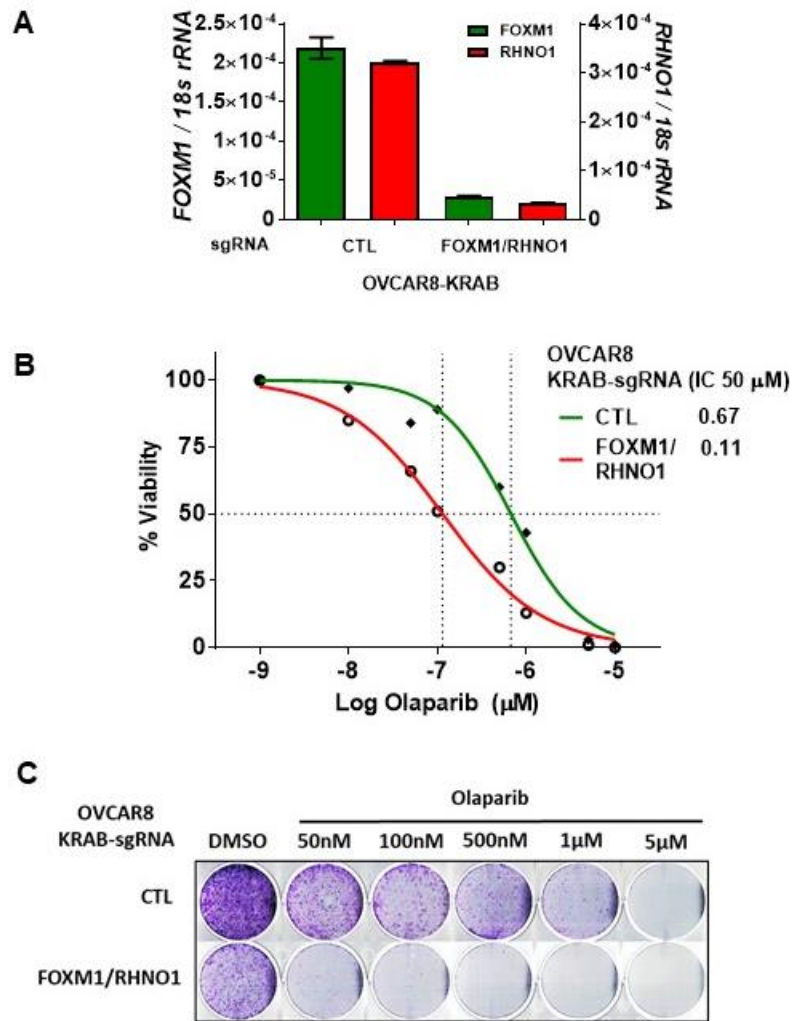 A
FOXM1 / 18s rRNA
2.5×10⁻⁴
2×10⁻⁴
1.5×10⁻⁴
1×10⁻⁴
5×10⁻⁵
0
FOXM1
RHNO1
4×10⁻⁴
3×10⁻⁴
2×10⁻⁴
1×10⁻⁴
0
RHNO1 / 18s rRNA
sgRNA CTL FOXM1/RHNO1
OVCAR8-KRAB
B
% Viability
100
75
50
25
0
-9 -8 -7 -6 -5
Log Olaparib (μM)
OVCAR8
KRAB-sgRNA (IC 50 μM)
CTL 0.67
FOXM1/ 0.11
RHNO1
C
OVCAR8 Olaparib
KRAB-sgRNA DMSO 50nM 100nM 500nM 1μM 5μM
CTL
FOXM1/RHNO1